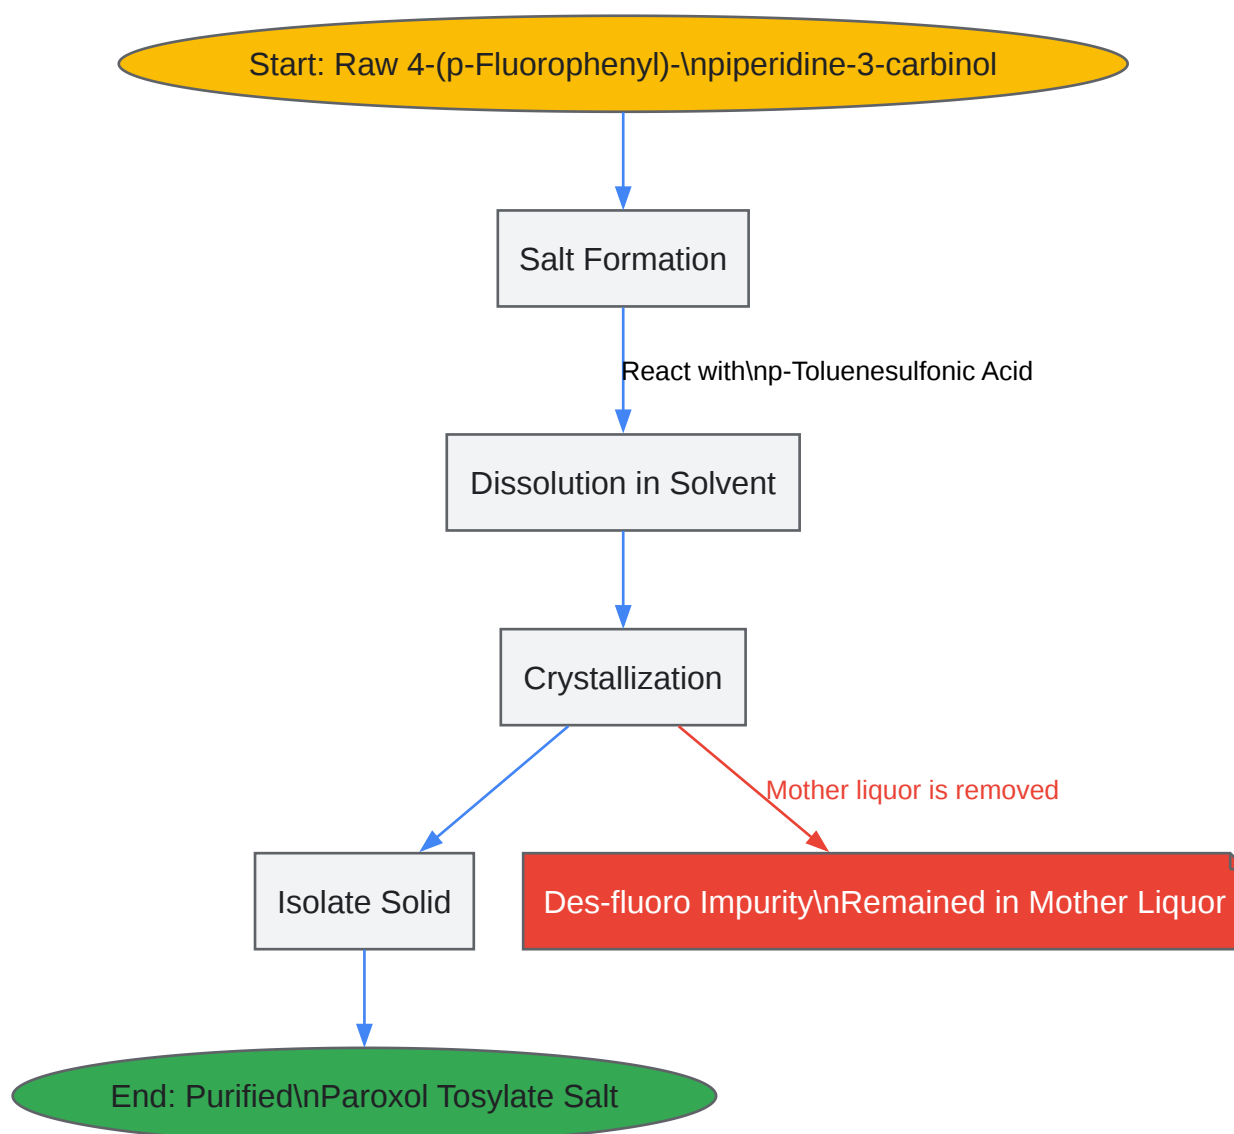 Start: Raw 4-(p-Fluorophenyl)-\npiperidine-3-carbinol
Salt Formation
React with\np-Toluenesulfonic Acid
Dissolution in Solvent
Crystallization
Mother liquor is removed
Isolate Solid
Des-fluoro Impurity\nRemained in Mother Liquor
End: Purified\nParoxol Tosylate Salt